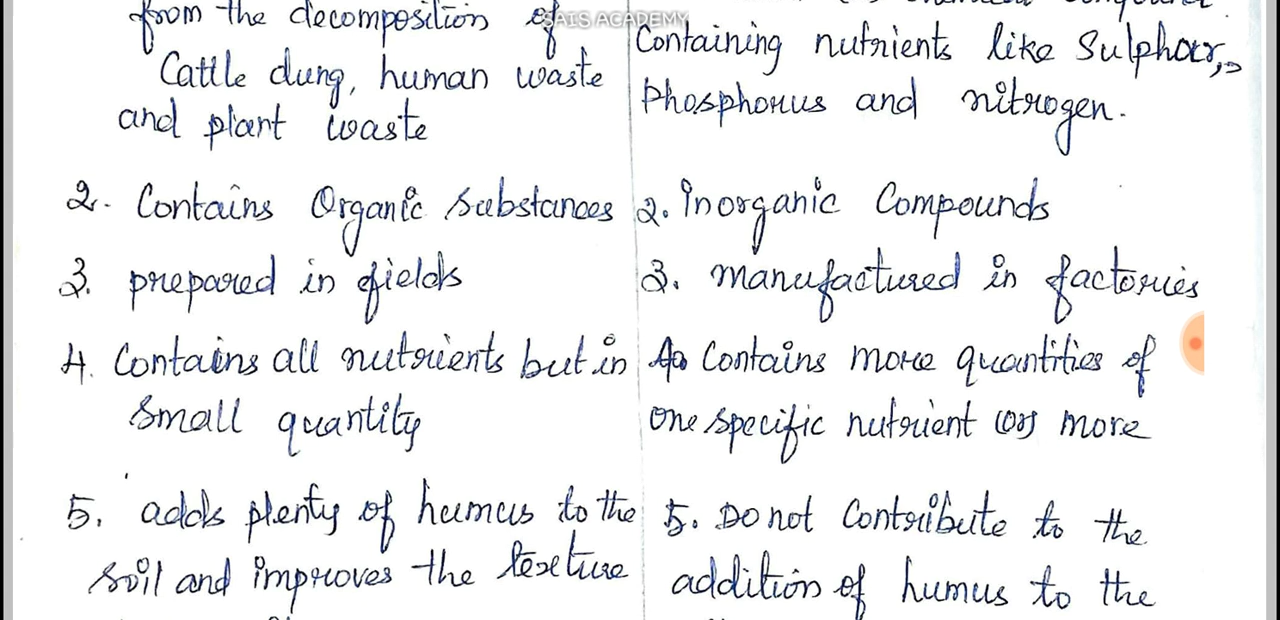 from the decomposition of
Cattle dung, human waste
and plant waste
2. Contains Organic substances
3. prepared in fields
4. Contains all nutrients but in
small quantity
5. adds plenty of humus to the
soil and improves the texture
SAIS ACADEMY
Containing nutrients like Sulphur,
Phosphorus and nitrogen.
2. Inorganic Compounds
3. manufactured in factories
4. Contains more quantities of
one specific nutrient (or) more
5. Do not Contribute to the
addition of humus to the